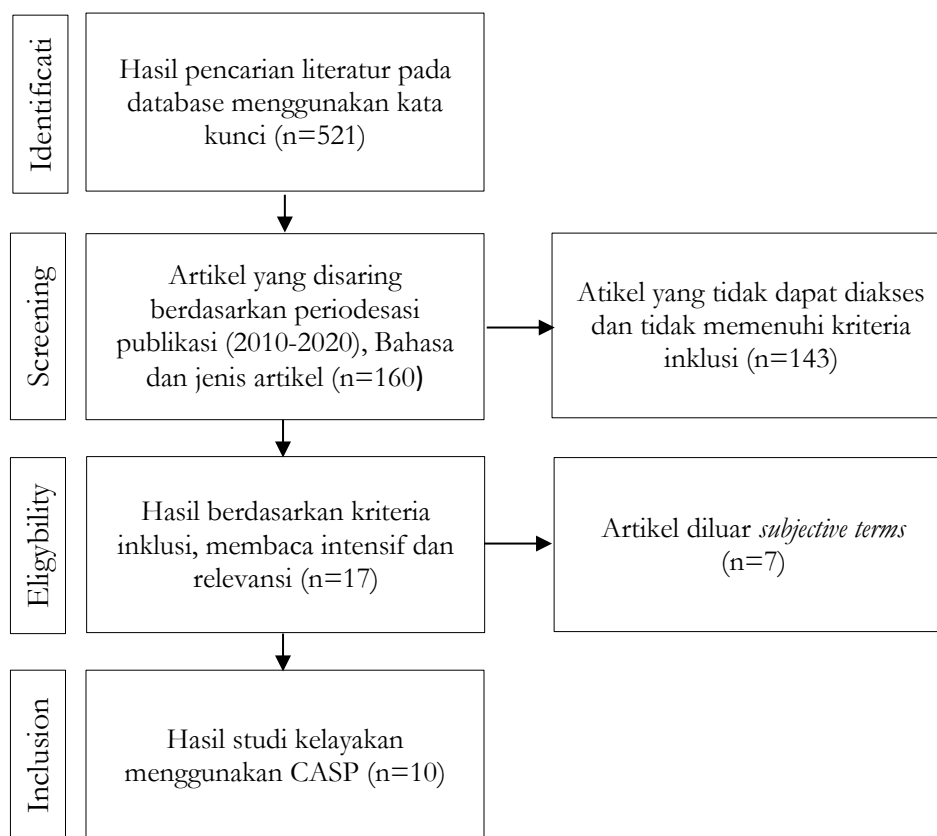 Identificati
Hasil pencarian literatur pada
database menggunakan kata
kunci (n=521)
Screening
Artikel yang disaring
berdasarkan periodesasi
publikasi (2010-2020), Bahasa
dan jenis artikel (n=160)
Atikel yang tidak dapat diakses
dan tidak memenuhi kriteria
inklusi (n=143)
Eligybility
Hasil berdasarkan kriteria
inklusi, membaca intensif dan
relevansi (n=17)
Artikel diluar subjective terms
(n=7)
Inclusion
Hasil studi kelayakan
menggunakan CASP (n=10)